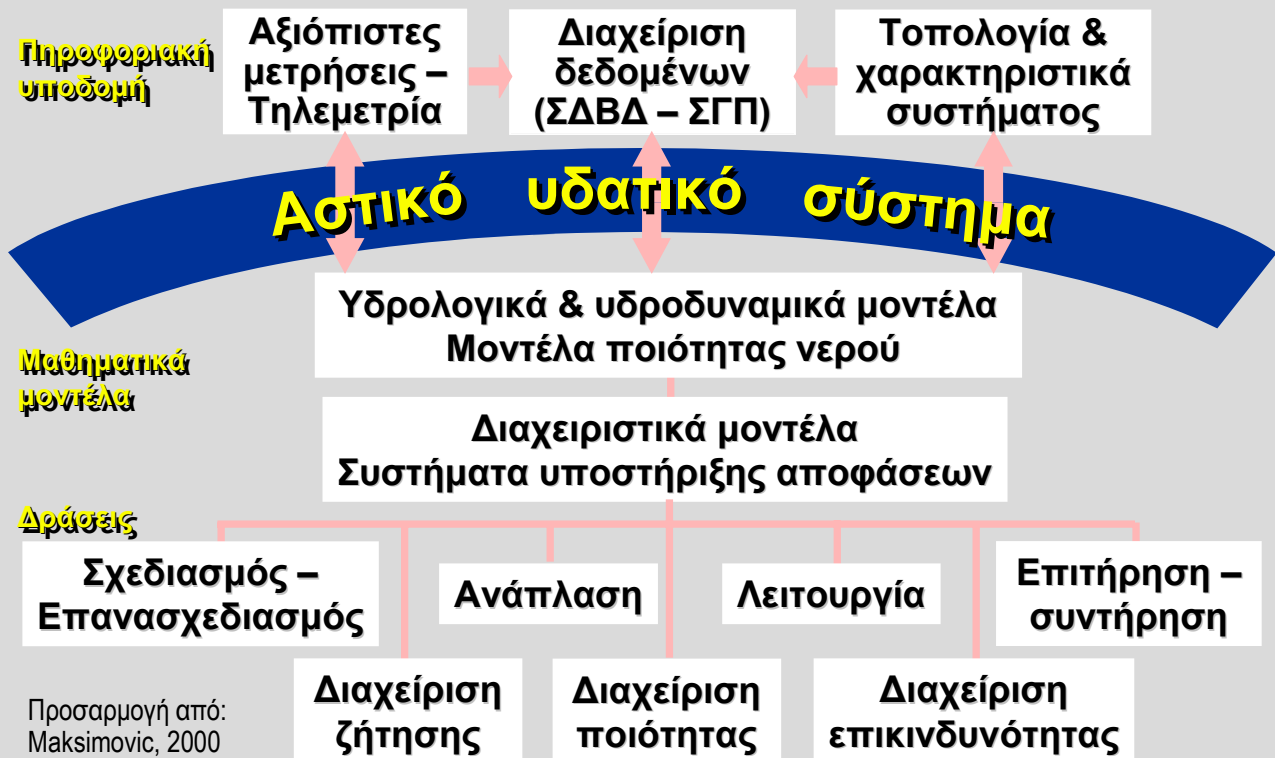 Πηροφοριακή
υποδομή
Αξιόπιστες
μετρήσεις –
Τηλεμετρία
Διαχείριση
δεδομένων
(ΣΔΒΔ – ΣΓΠ)
Τοπολογία &
χαρακτηριστικά
συστήματος
Αστικό υδατικό σύστημα
Υδρολογικά & υδροδυναμικά μοντέλα
Μοντέλα ποιότητας νερού
Μαθηματικά
μοντέλα
Διαχειριστικά μοντέλα
Συστήματα υποστήριξης αποφάσεων
Δράσεις
Σχεδιασμός –
Επανασχεδιασμός
Ανάπλαση
Λειτουργία
Επιτήρηση –
συντήρηση
Διαχείριση
ζήτησης
Διαχείριση
ποιότητας
Διαχείριση
επικινδυνότητας
Προσαρμογή από:
Maksimovic, 2000